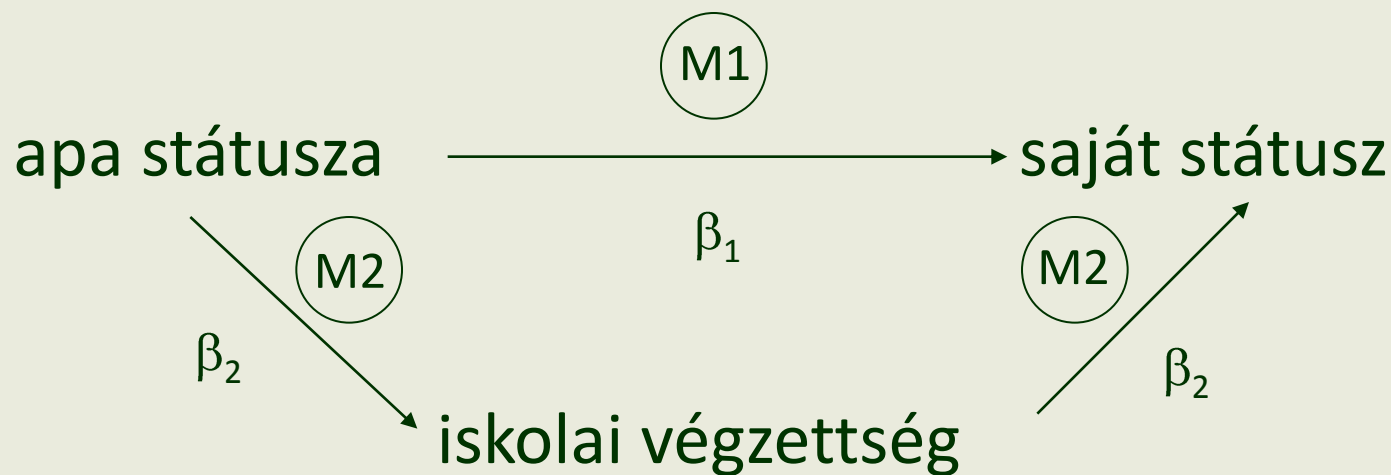 M1
apa státusza
saját státusz
β₁
M2
M2
β₂
β₂
iskolai végzettség